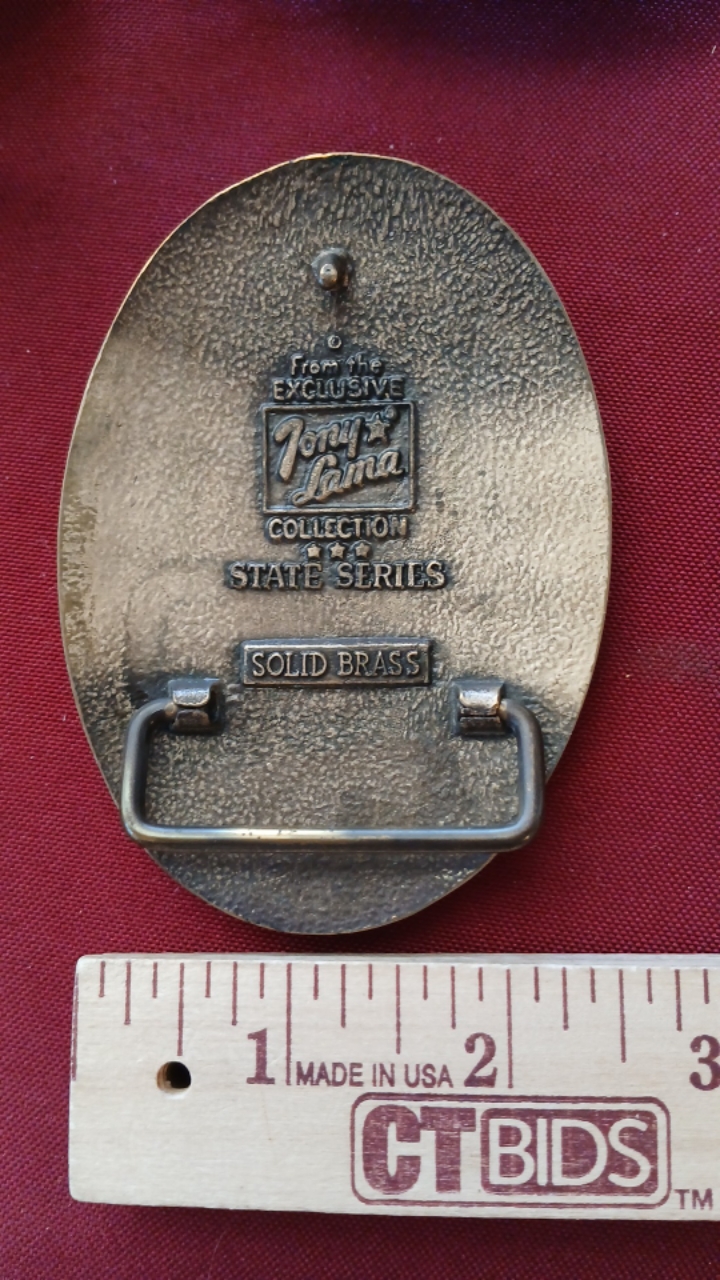 ©
From the
EXCLUSIVE
Tony
Lama
COLLECTION
STATE SERIES
SOLID BRASS
1 MADE IN USA 2 3
CTBIDS TM